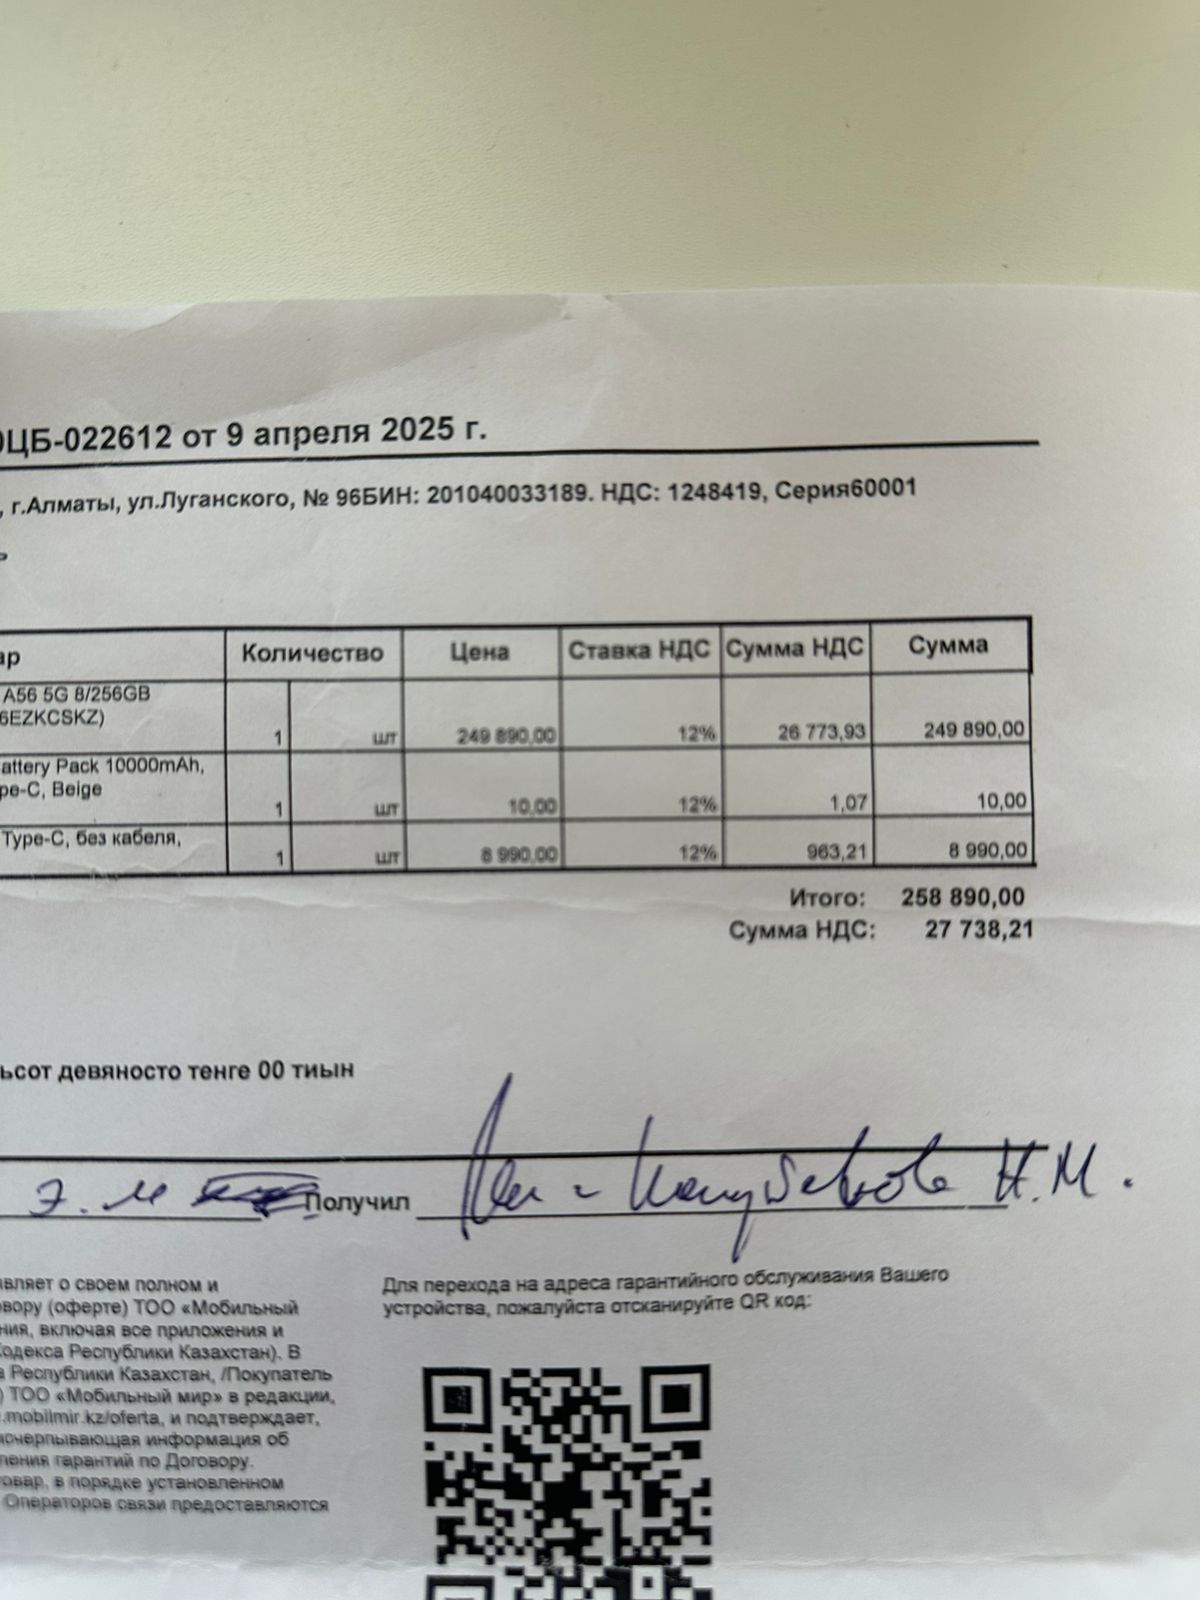 ЦБ-022612 от 9 апреля 2025 г.
, г.Алматы, ул.Луганского, № 96БИН: 201040033189. НДС: 1248419, Серия60001
ь
ар Количество Цена Ставка НДС Сумма НДС Сумма
A56 5G 8/256GB
6EZKCSKZ)
1 шт 249 890,00 12% 26 773,93 249 890,00
attery Pack 10000mAh,
pe-C, Beige
1 шт 10,00 12% 1,07 10,00
Type-C, без кабеля,
1 шт 8 990,00 12% 963,21 8 990,00
Итого: 258 890,00
Сумма НДС: 27 738,21
ьсот девяносто тенге 00 тиын
Э. М Получил Н.М.
авляет о своем полном и
овору (оферте) ТОО «Мобильный
ния, включая все приложения и
Кодекса Республики Казахстан). В
а Республики Казахстан, /Покупатель
) ТОО «Мобильный мир» в редакции,
.mobilmir.kz/oferta, и подтверждает,
исчерпывающая информация об
ления гарантий по Договору.
товар, в порядке установленном
Операторов связи предоставляются
Для перехода на адреса гарантийного обслуживания Вашего
устройства, пожалуйста отсканируйте QR код: